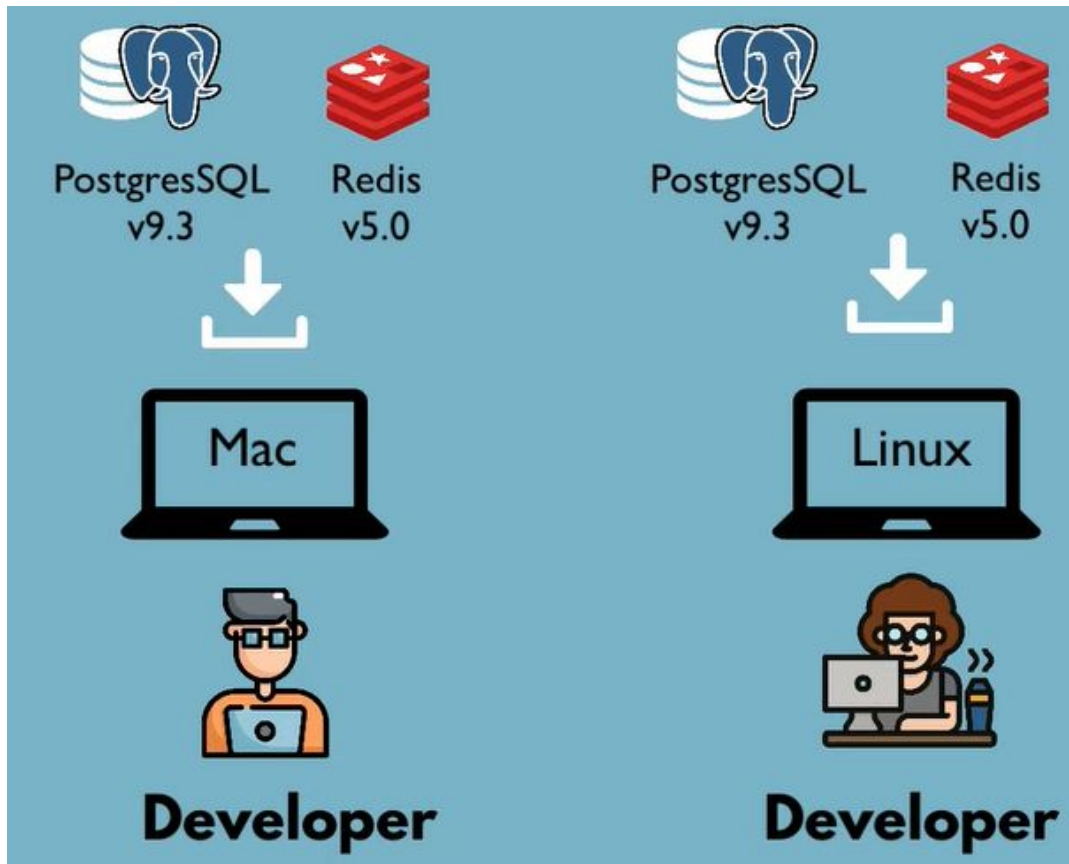 PostgresSQL
v9.3
Redis
v5.0
PostgresSQL
v9.3
Redis
v5.0
Mac
Linux
Developer
Developer